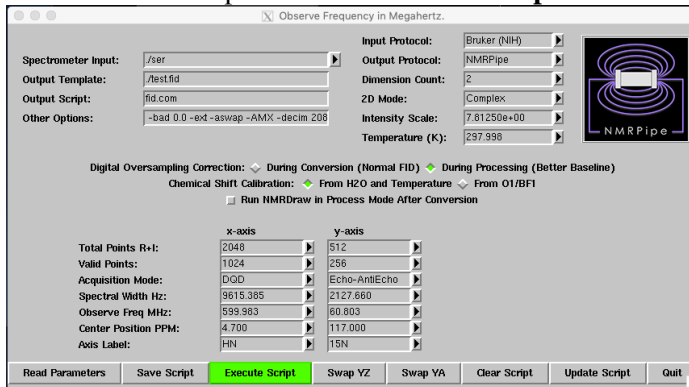 Observe Frequency in Megahertz.
Spectrometer Input: ./ser
Output Template: ./test.fid
Output Script: fid.com
Other Options: -bad 0.0 -ext -aswap -AMX -decim 208
Input Protocol: Bruker (NIH)
Output Protocol: NMRPipe
Dimension Count: 2
2D Mode: Complex
Intensity Scale: 7.81250e+00
Temperature (K): 297.998
NMRPipe
Digital Oversampling Correction: During Conversion (Normal FID) During Processing (Better Baseline)
Chemical Shift Calibration: From H2O and Temperature From O1/BF1
Run NMRDraw in Process Mode After Conversion
x-axis y-axis
Total Points R+I: 2048 512
Valid Points: 1024 256
Acquisition Mode: DQD Echo-AntiEcho
Spectral Width Hz: 9615.385 2127.660
Observe Freq MHz: 599.983 60.803
Center Position PPM: 4.700 117.000
Axis Label: HN 15N
Read Parameters Save Script Execute Script Swap YZ Swap YA Clear Script Update Script Quit